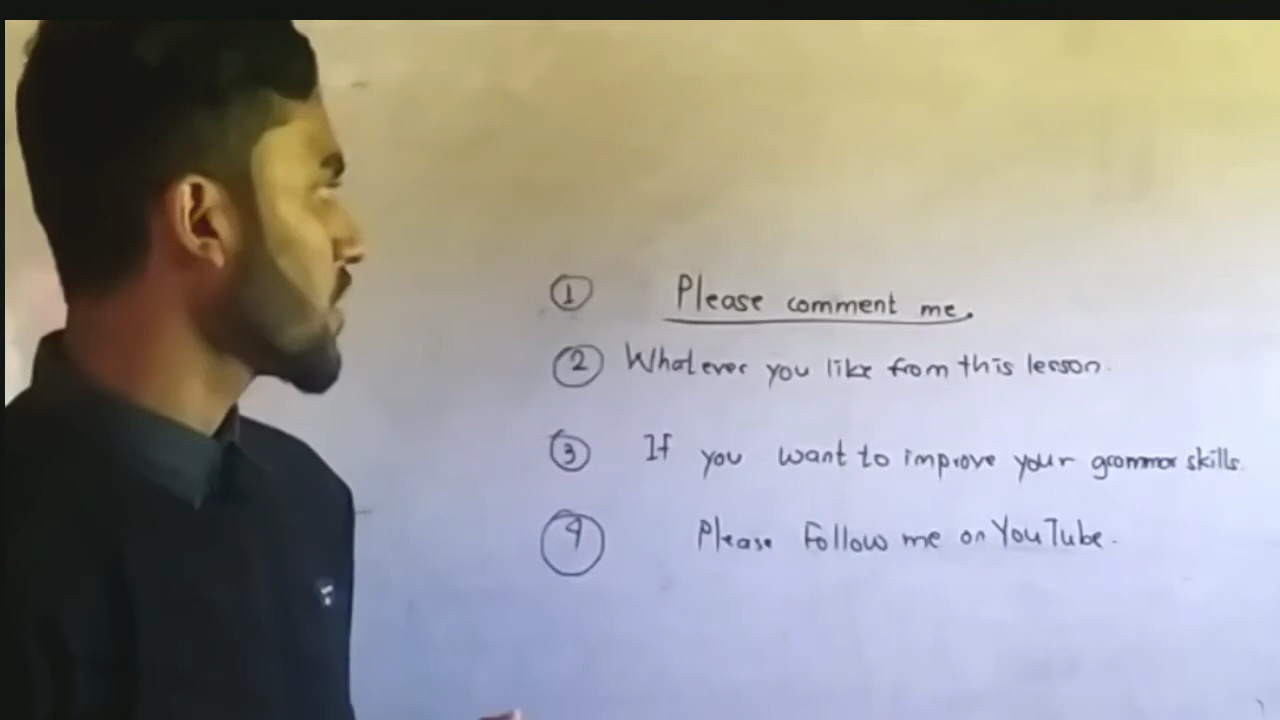 ① Please comment me.
② Whatever you like from this lesson.
③ If you want to improve your grammar skills.
④ Please Follow me on YouTube.